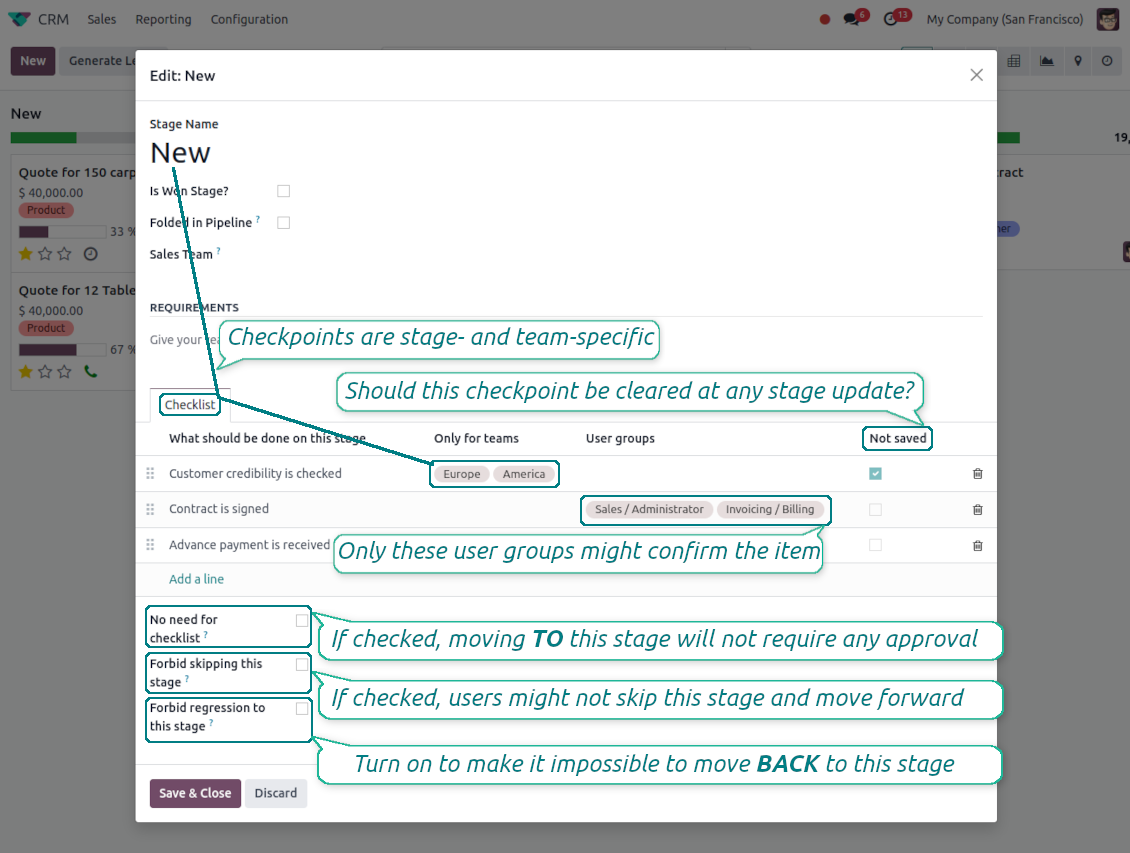 CRM Sales Reporting Configuration 6 13 My Company (San Francisco)
New Generate Le
Edit: New
New
19,
Stage Name
New
Quote for 150 carp
$ 40,000.00
Product
33 %
Is Won Stage?
Folded in Pipeline ?
Sales Team ?
ract
ner
Quote for 12 Table
$ 40,000.00
Product
67 %
REQUIREMENTS
Give your tea
Checkpoints are stage- and team-specific
Should this checkpoint be cleared at any stage update?
Checklist
What should be done on this stage Only for teams User groups Not saved
Customer credibility is checked Europe America
Contract is signed Sales / Administrator Invoicing / Billing
Advance payment is received
Only these user groups might confirm the item
Add a line
No need for
checklist ?
If checked, moving TO this stage will not require any approval
Forbid skipping this
stage ?
If checked, users might not skip this stage and move forward
Forbid regression to
this stage ?
Turn on to make it impossible to move BACK to this stage
Save & Close Discard